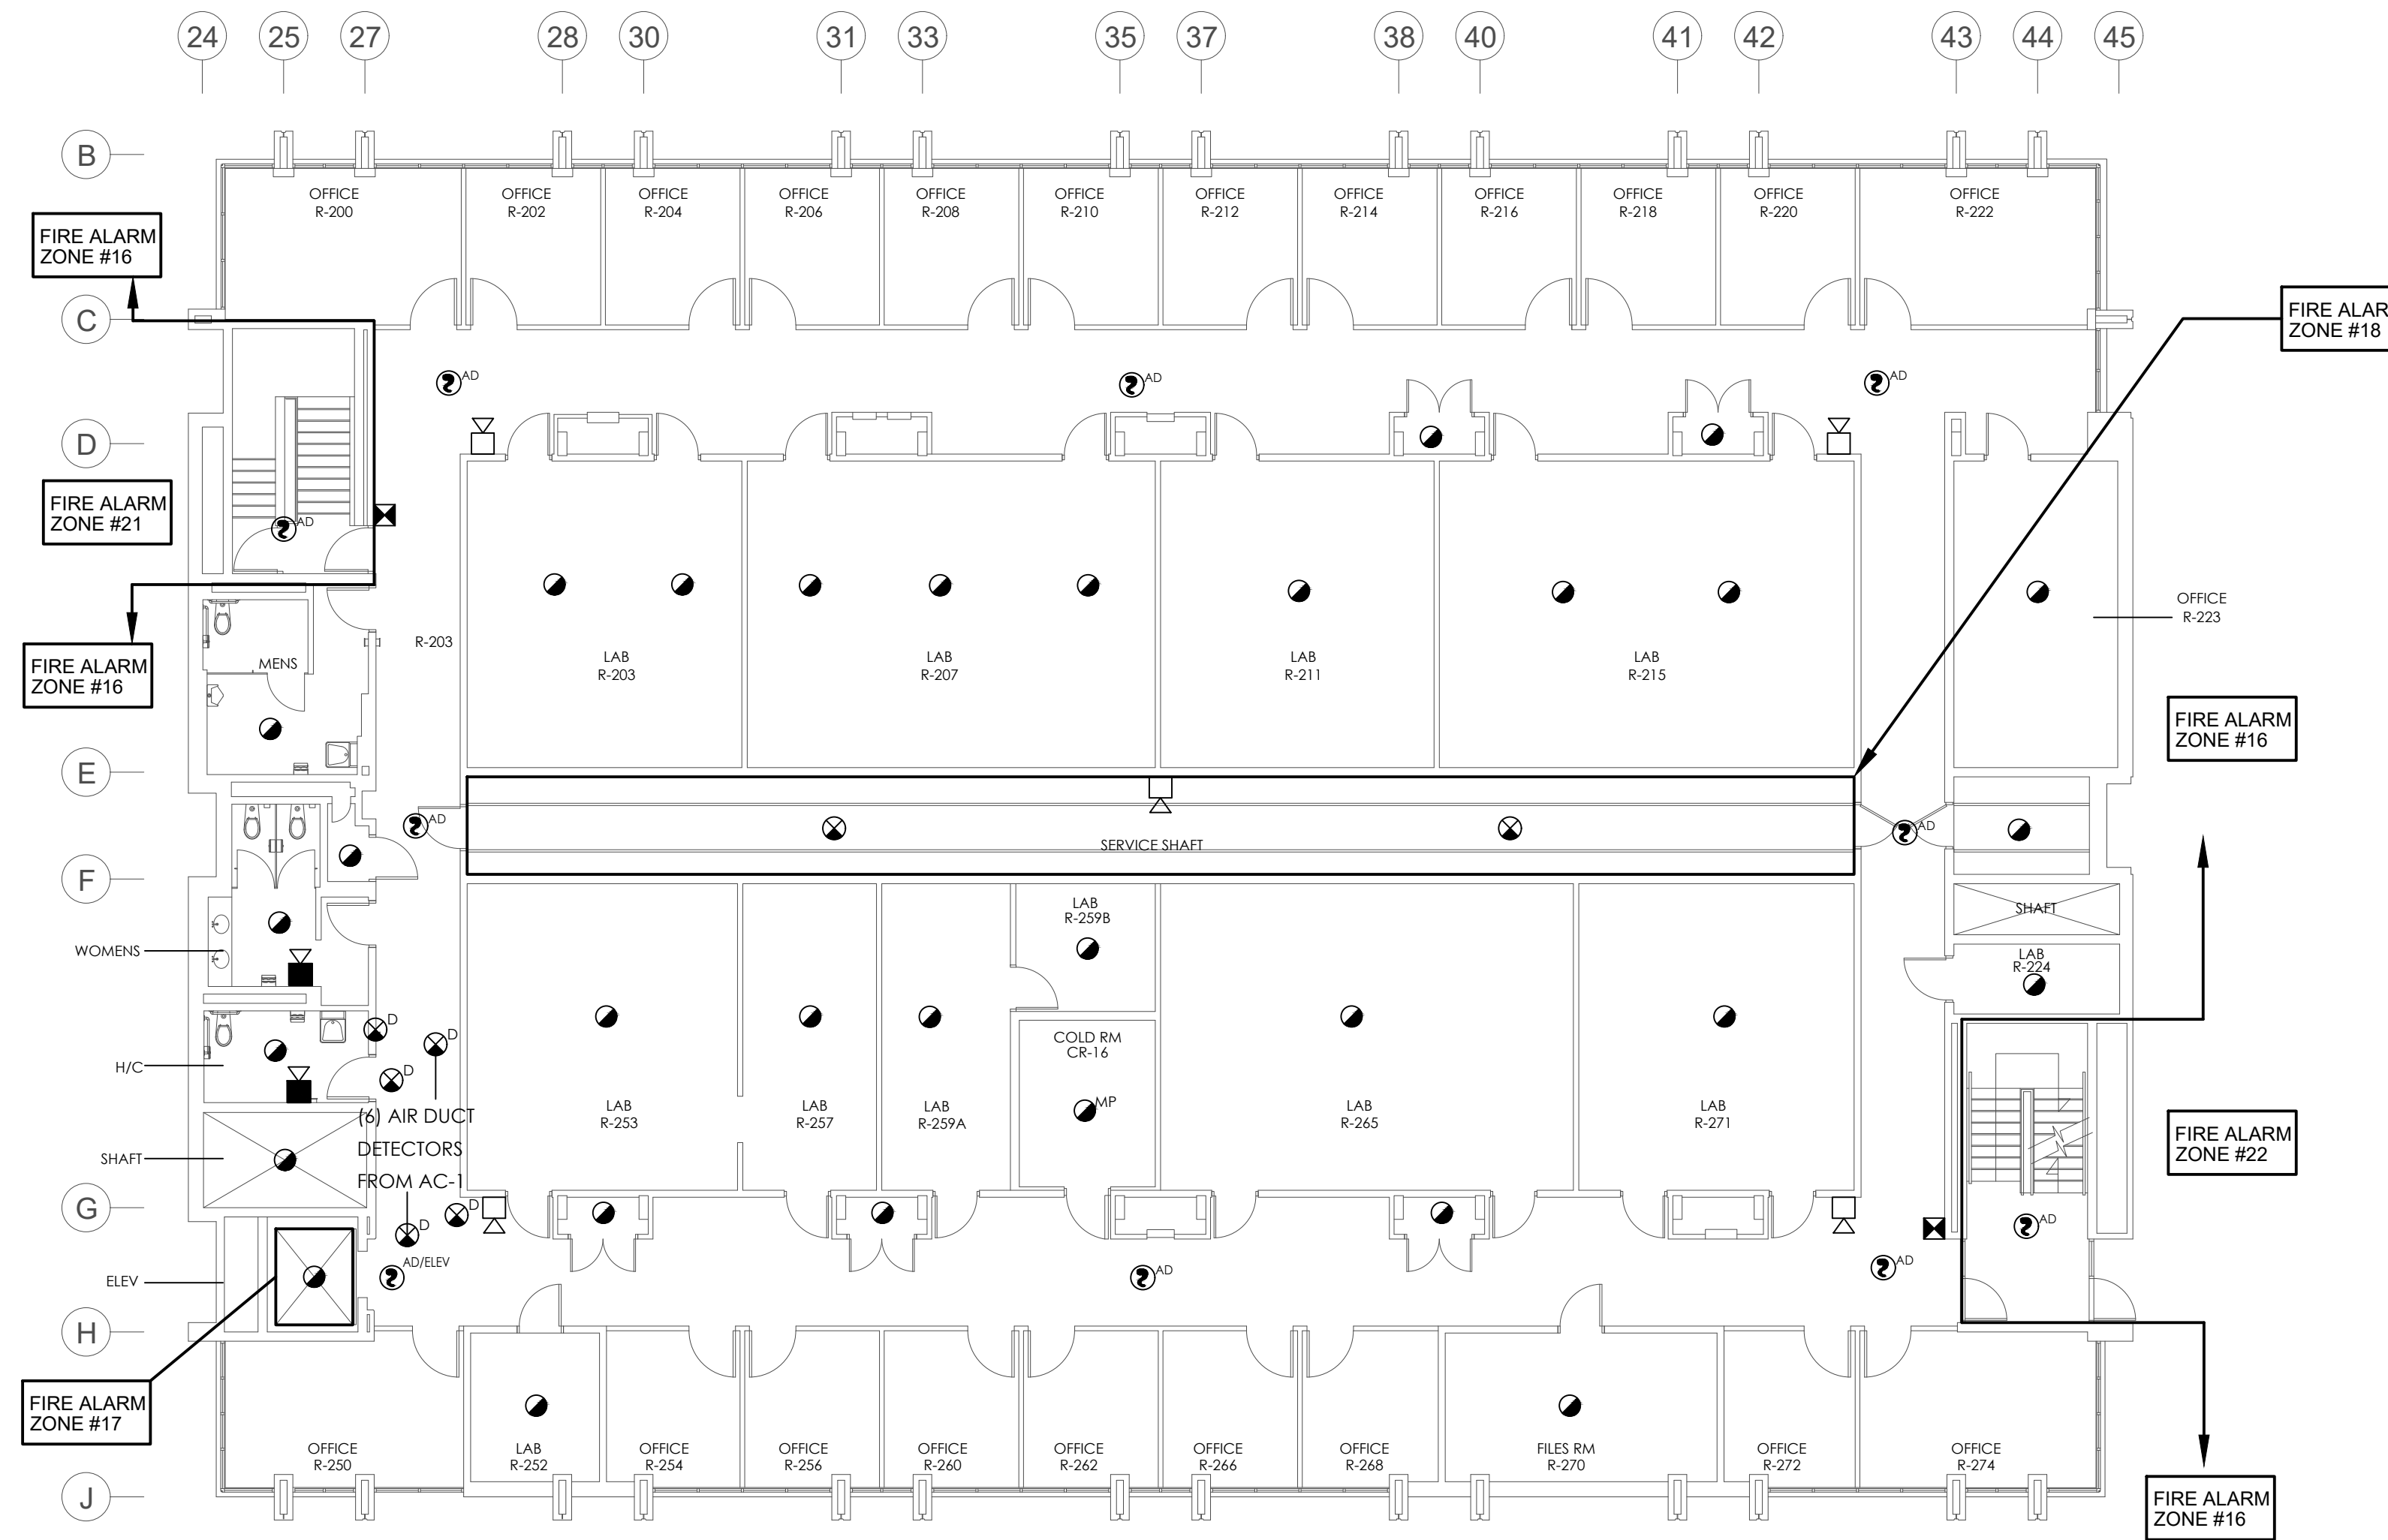 24 25 27 28 30 31 33 35 37 38 40 41 42 43 44 45
B
OFFICE
R-200
OFFICE
R-202
OFFICE
R-204
OFFICE
R-206
OFFICE
R-208
OFFICE
R-210
OFFICE
R-212
OFFICE
R-214
OFFICE
R-216
OFFICE
R-218
OFFICE
R-220
OFFICE
R-222
FIRE ALARM
ZONE #16
C
FIRE ALAR
ZONE #18
AD
AD
AD
D
FIRE ALARM
ZONE #21
AD
OFFICE
R-223
R-203
FIRE ALARM
ZONE #16
MENS
LAB
R-203
LAB
R-207
LAB
R-211
LAB
R-215
FIRE ALARM
ZONE #16
E
AD
SERVICE SHAFT
AD
F
LAB
R-259B
SHAFT
WOMENS
LAB
R-224
D
D
COLD RM
CR-16
H/C
D
MP
(6) AIR DUCT
DETECTORS
FROM AC-1
LAB
R-253
LAB
R-257
LAB
R-259A
LAB
R-265
LAB
R-271
FIRE ALARM
ZONE #22
SHAFT
G
D
D
AD
AD/ELEV
AD
AD
ELEV
H
FIRE ALARM
ZONE #17
OFFICE
R-250
LAB
R-252
OFFICE
R-254
OFFICE
R-256
OFFICE
R-260
OFFICE
R-262
OFFICE
R-266
OFFICE
R-268
FILES RM
R-270
OFFICE
R-272
OFFICE
R-274
J
FIRE ALARM
ZONE #16